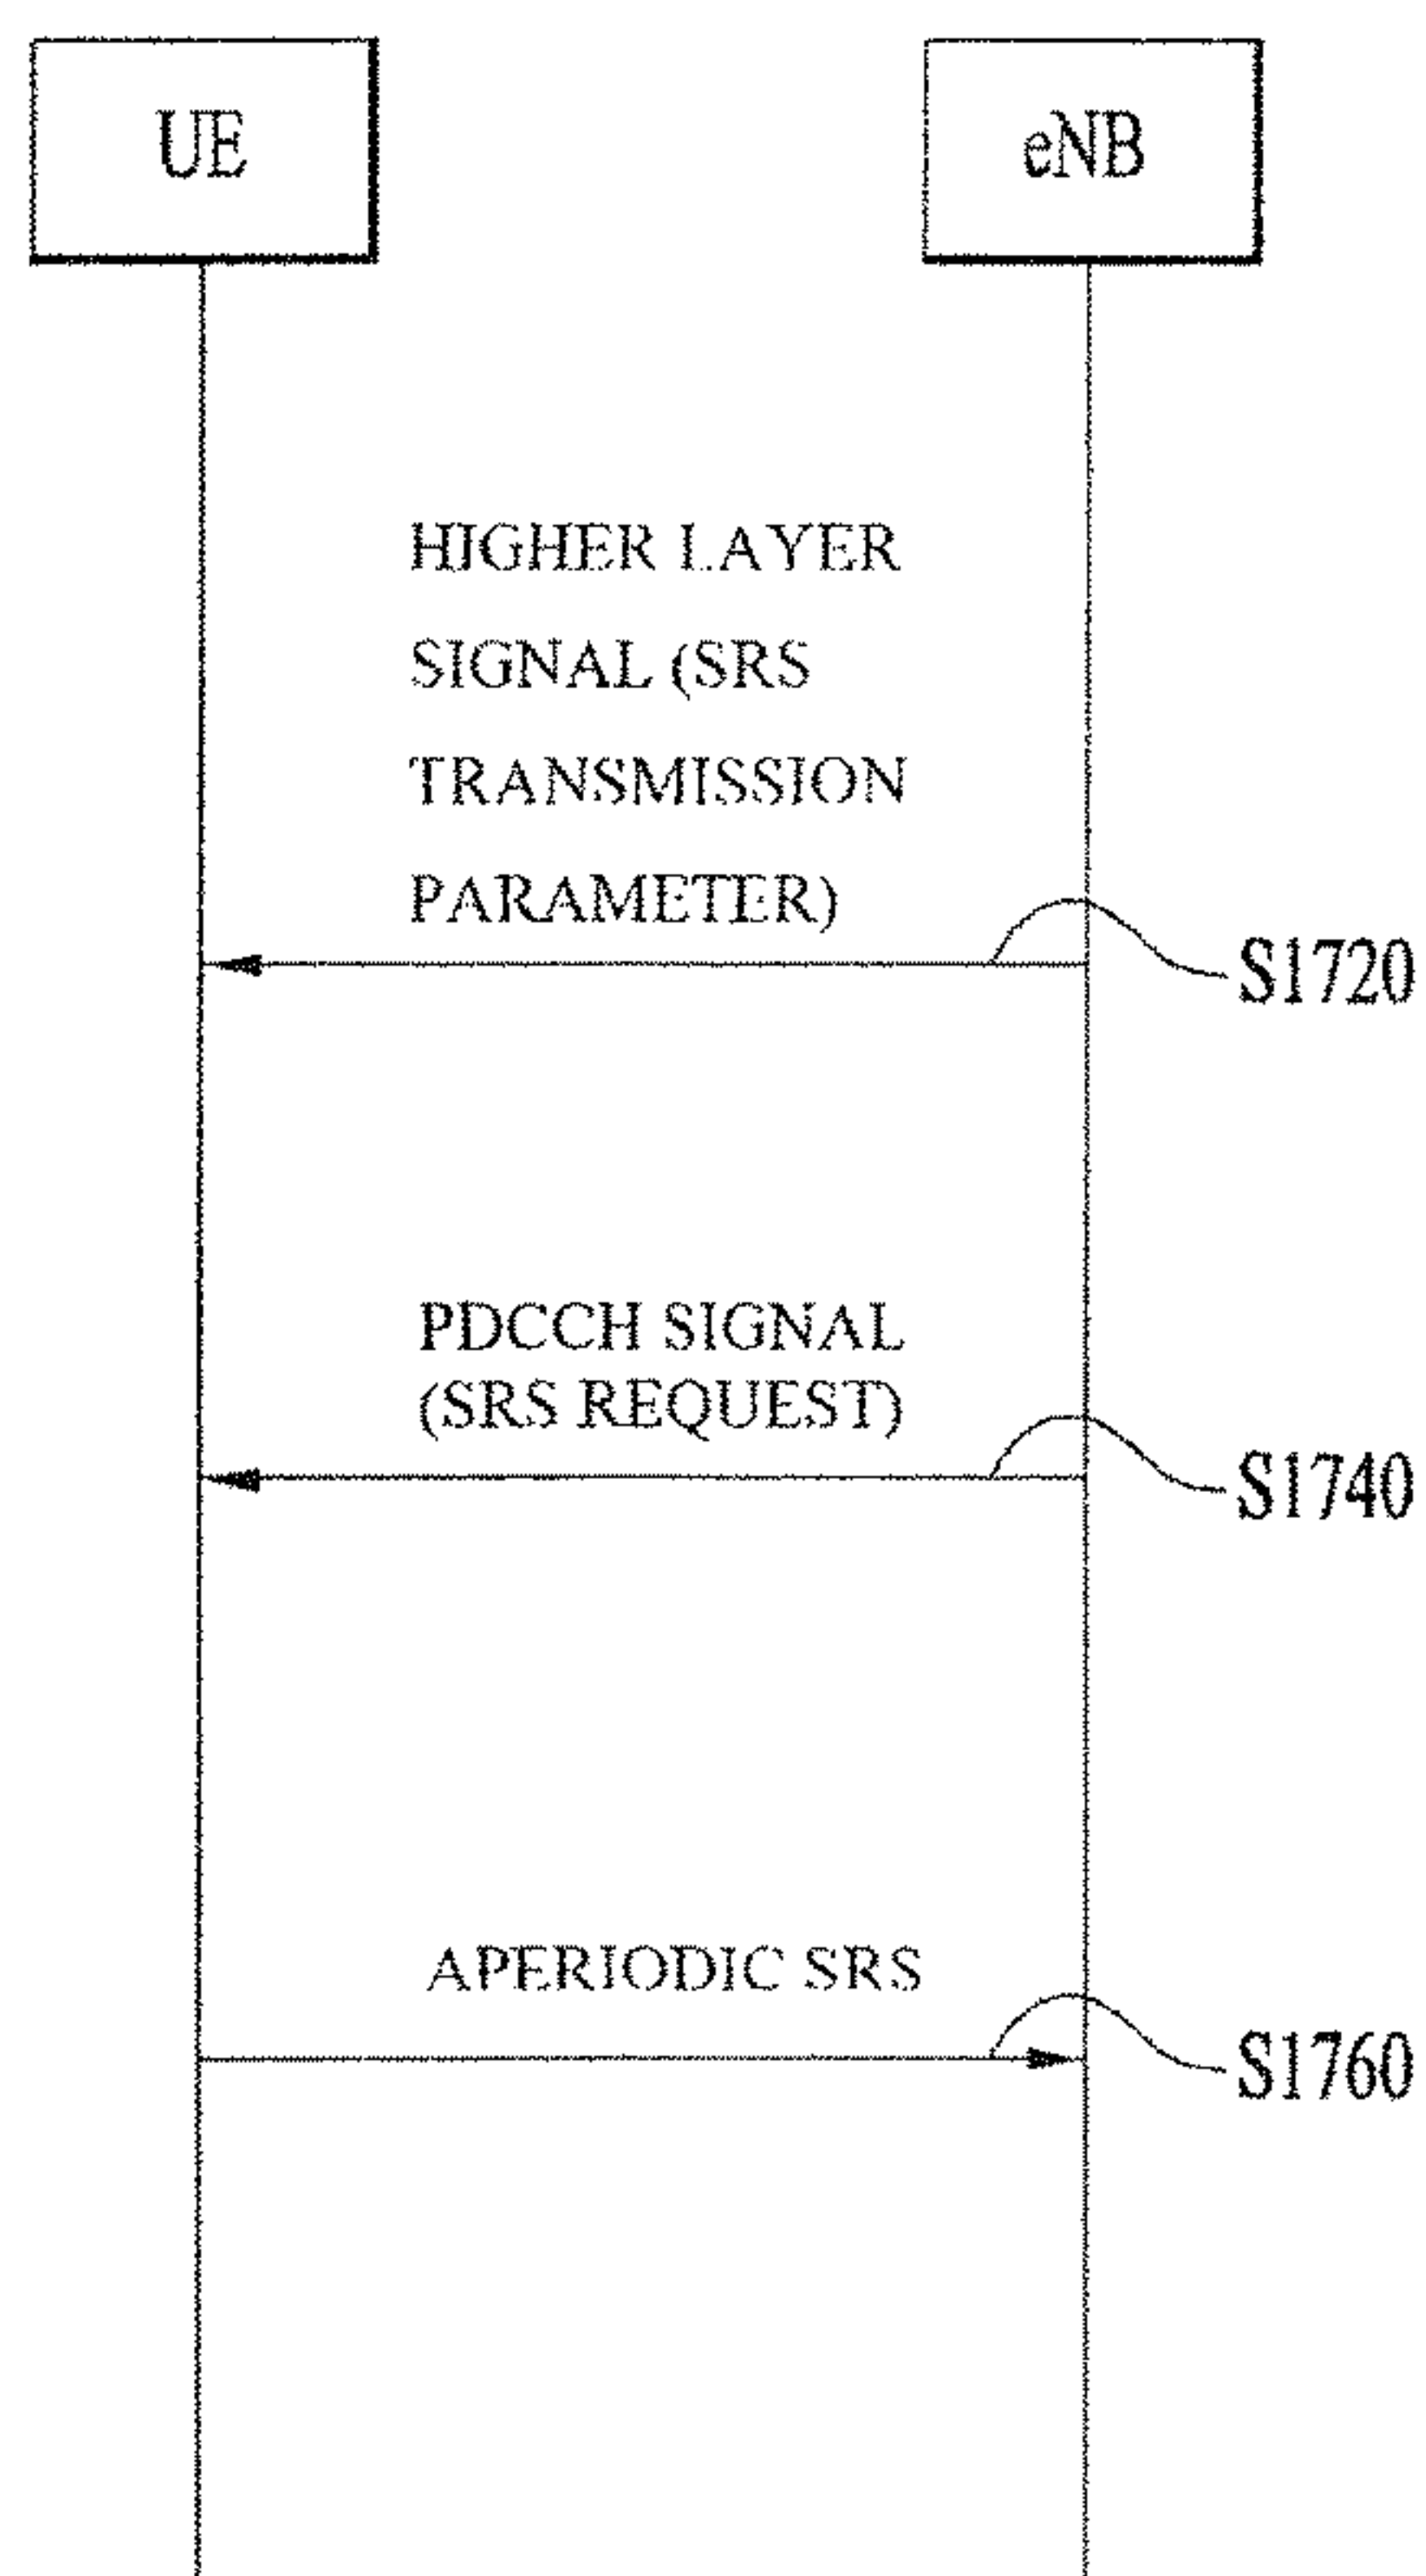 UE
eNB
HIGHER LAYER
SIGNAL (SRS
TRANSMISSION
PARAMETER)
S1720
PDCCH SIGNAL
(SRS REQUEST)
S1740
APERIODIC SRS
S1760